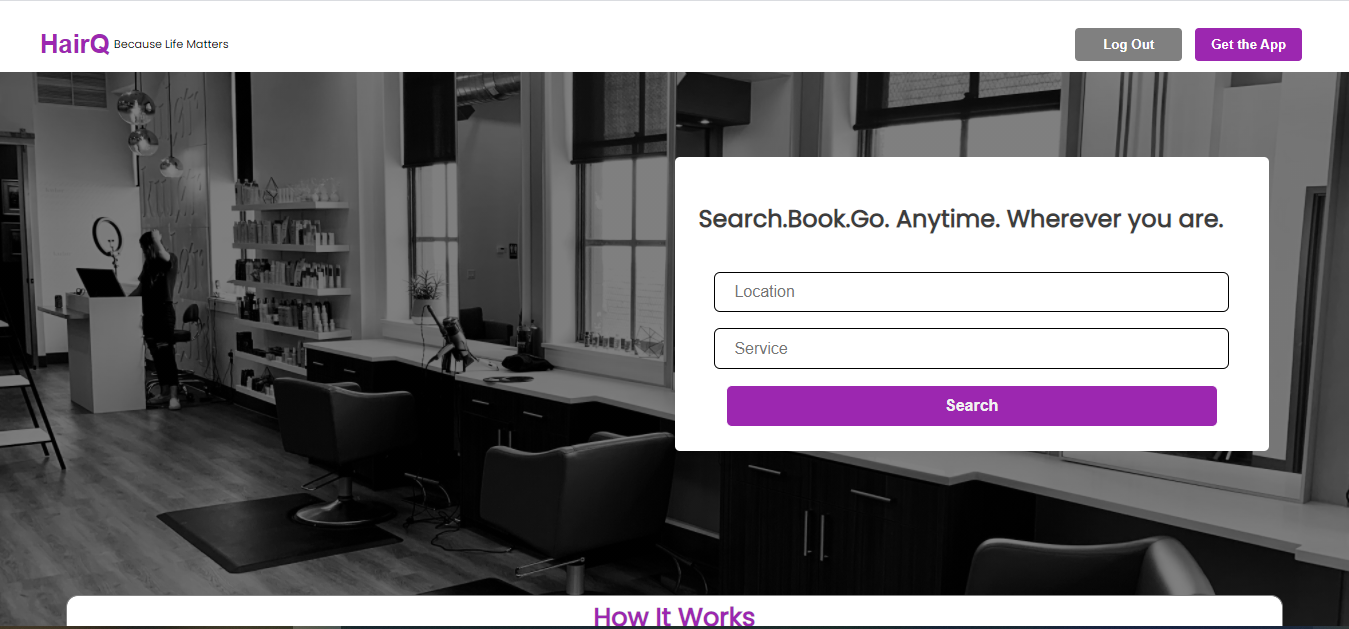 HairQ Because Life Matters
Log Out
Get the App
Search.Book.Go. Anytime. Wherever you are.
Location
Service
Search
How It Works